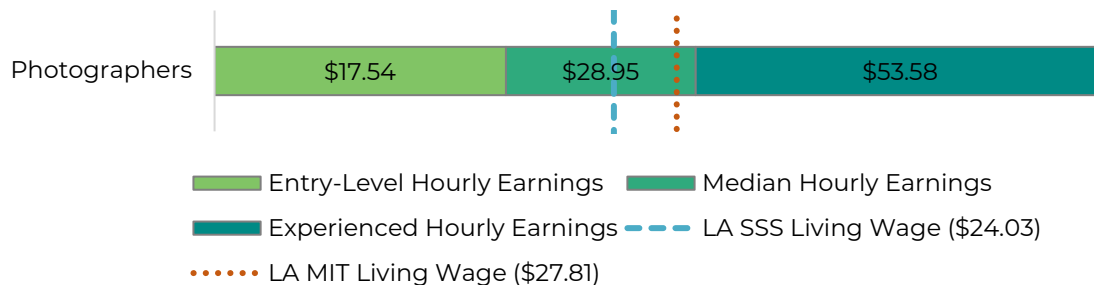 Photographers $17.54 $28.95 $53.58
Entry-Level Hourly Earnings Median Hourly Earnings
Experienced Hourly Earnings LA SSS Living Wage ($24.03)
LA MIT Living Wage ($27.81)